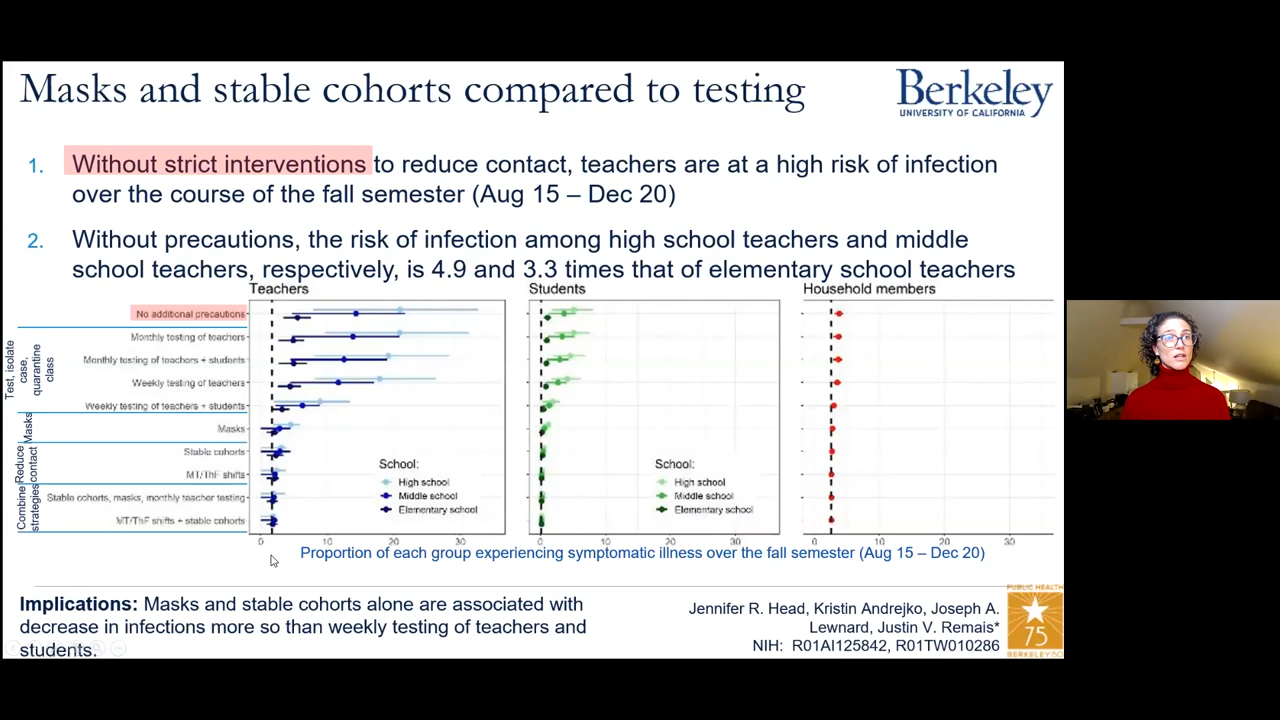 Masks and stable cohorts compared to testing
Berkeley
UNIVERSITY OF CALIFORNIA
1. Without strict interventions to reduce contact, teachers are at a high risk of infection
over the course of the fall semester (Aug 15 – Dec 20)
2. Without precautions, the risk of infection among high school teachers and middle
school teachers, respectively, is 4.9 and 3.3 times that of elementary school teachers
Teachers
Students
Household members
No additional precautions
Monthly testing of teachers
Monthly testing of teachers + students
Weekly testing of teachers
Weekly testing of teachers + students
Masks
Stable cohorts
MT/ThF shifts
Stable cohorts, masks, monthly teacher testing
MT/ThF shifts + stable cohorts
Test, isolate
case,
quarantine
class
Masks
Reduce
contact
Combine
strategies
School:
High school
Middle school
Elementary school
School:
High school
Middle school
Elementary school
0 10 20 30
0 10 20 30
0 10 20 30
Proportion of each group experiencing symptomatic illness over the fall semester (Aug 15 – Dec 20)
Implications: Masks and stable cohorts alone are associated with
decrease in infections more so than weekly testing of teachers and
students.
Jennifer R. Head, Kristin Andrejko, Joseph A.
Lewnard, Justin V. Remais*
NIH: R01AI125842, R01TW010286
PUBLIC HEALTH
75